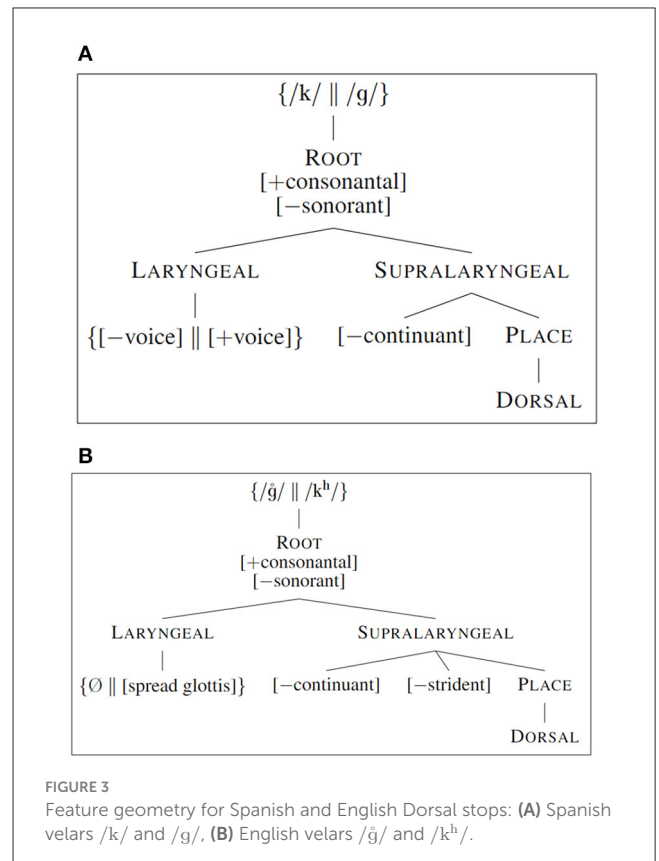 A
{/k/ ∥ /g/}
ROOT
[+consonantal]
[−sonorant]
LARYNGEAL SUPRALARYNGEAL
{[−voice] ∥ [+voice]} [−continuant] PLACE
DORSAL
B
{/g̊/ ∥ /kʰ/}
ROOT
[+consonantal]
[−sonorant]
LARYNGEAL SUPRALARYNGEAL
{Ø ∥ [spread glottis]} [−continuant] [−strident] PLACE
DORSAL
FIGURE 3
Feature geometry for Spanish and English Dorsal stops: (A) Spanish
velars /k/ and /g/, (B) English velars /g̊/ and /kʰ/.